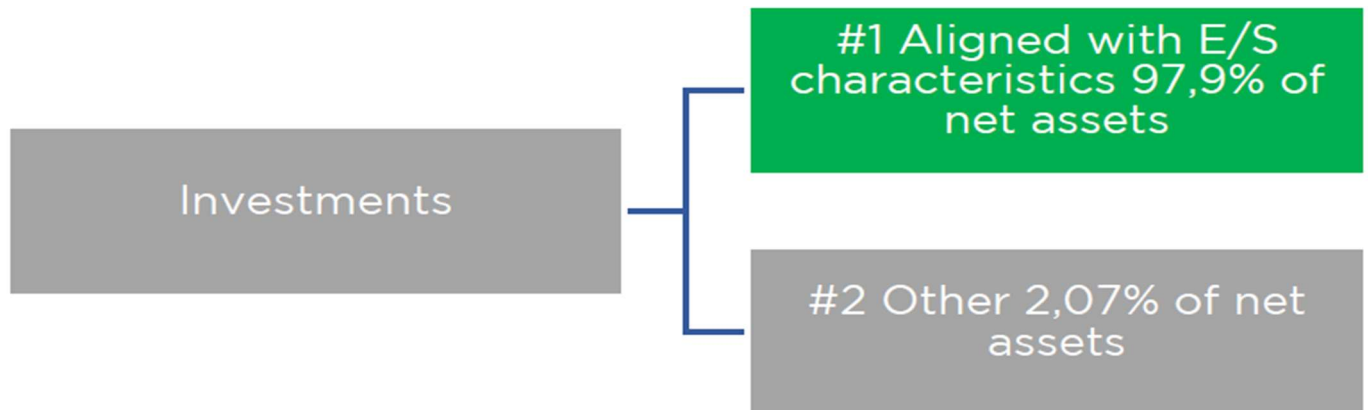 Investments
#1 Aligned with E/S
characteristics 97,9% of
net assets
#2 Other 2,07% of net
assets